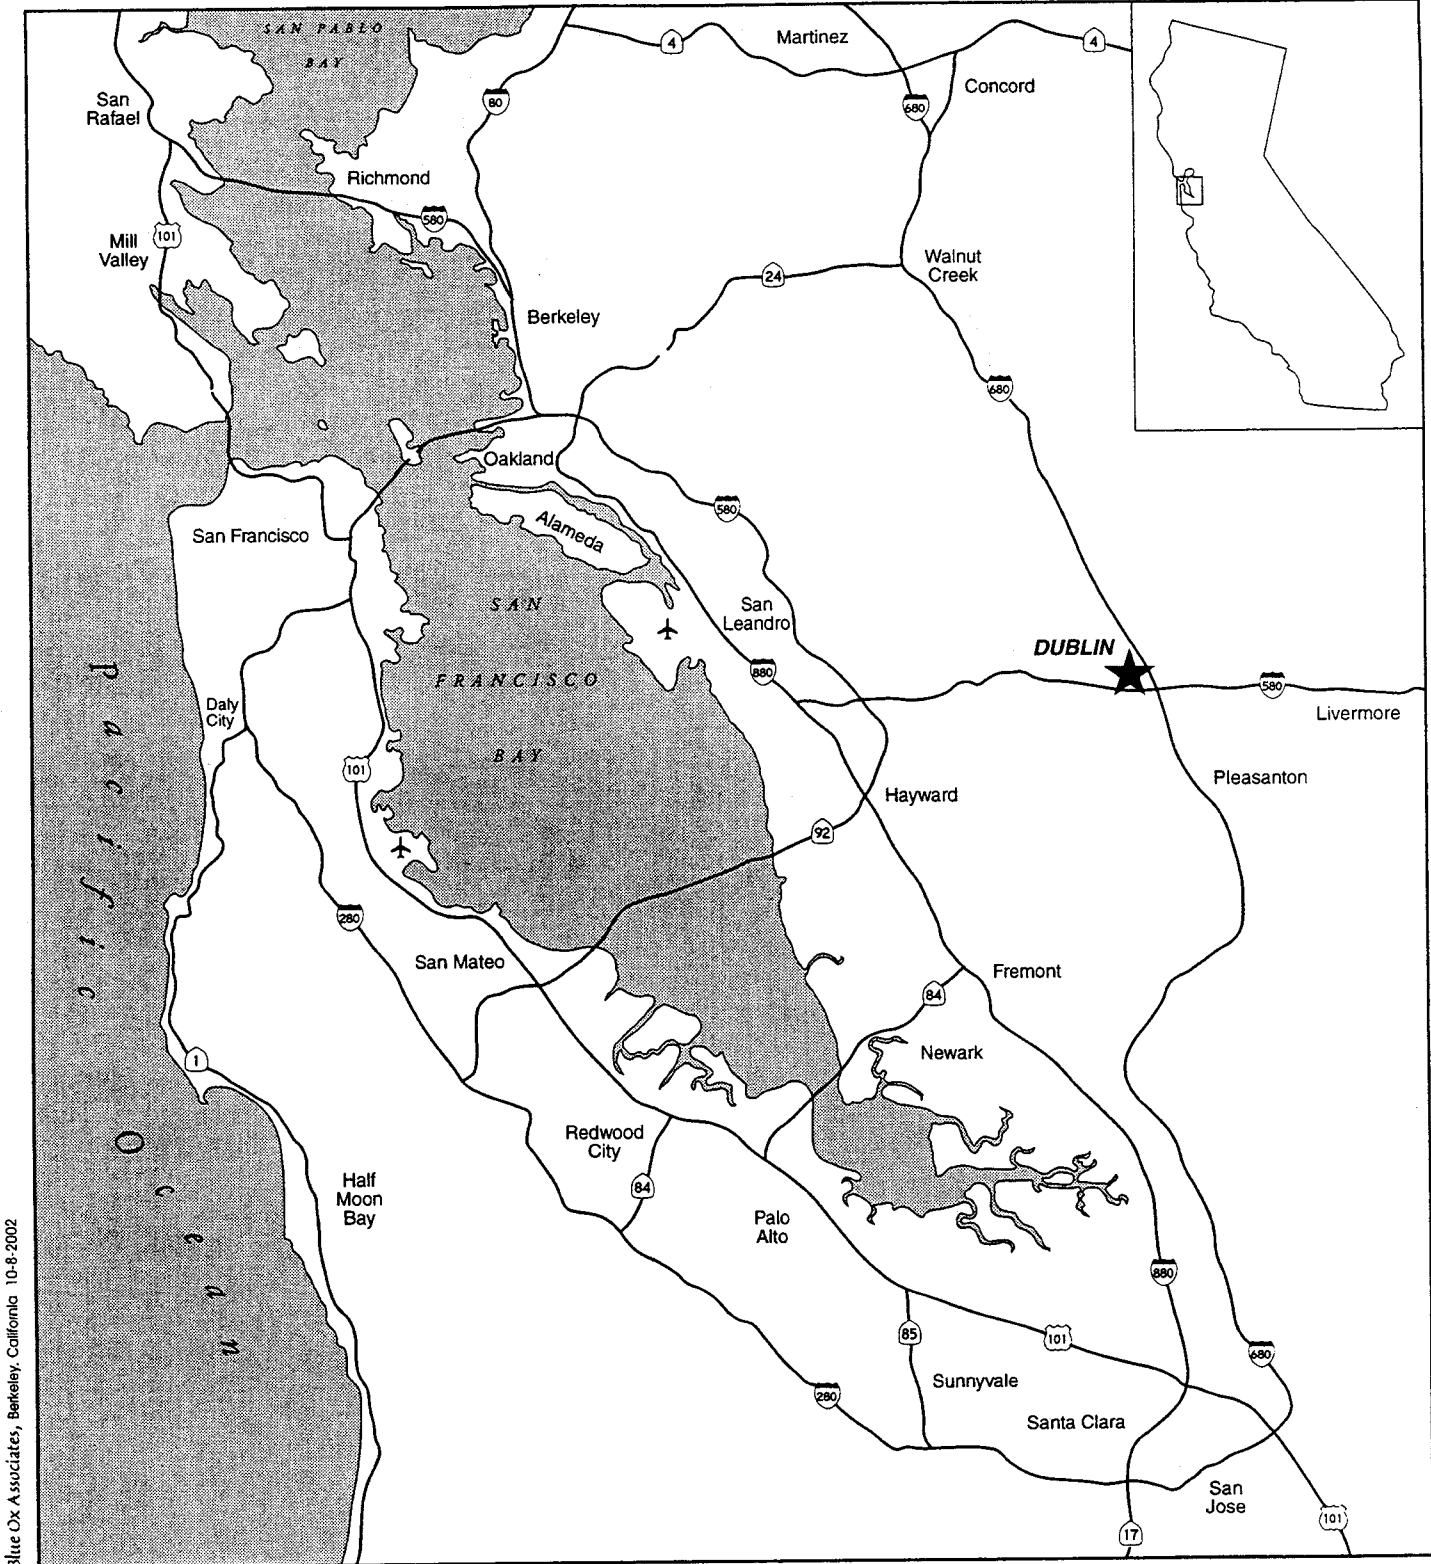 SAN PABLO
BAY
4
Martinez
4
San
Rafael
80
680
Concord
Richmond
580
101
Mill
Valley
24
Walnut
Creek
Berkeley
680
Oakland
580
San Francisco
Alameda
SAN
FRANCISCO
BAY
San
Leandro
DUBLIN
880
580
Livermore
Daly
City
Pacific
Ocean
101
Pleasanton
Hayward
92
280
San Mateo
Fremont
84
Newark
1
Redwood
City
84
Half
Moon
Bay
Palo
Alto
880
85
101
680
Sunnyvale
280
Santa Clara
San
Jose
17
101
Blue Ox Associates, Berkeley, California 10-8-2002